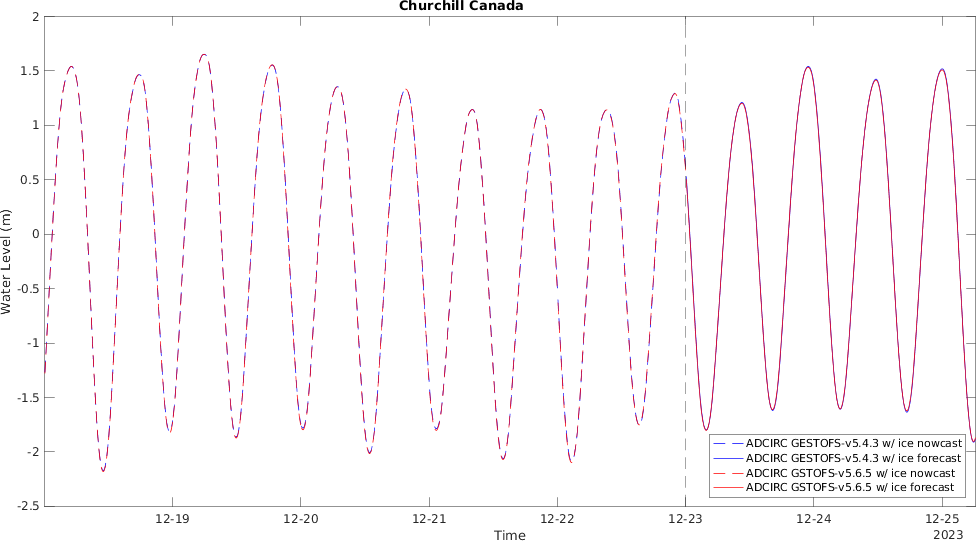 Churchill Canada
2
1.5
1
0.5
0
-0.5
-1
-1.5
-2
-2.5
Water Level (m)
12-19
12-20
12-21
12-22
12-23
12-24
12-25
2023
Time
ADCIRC GESTOFS-v5.4.3 w/ ice nowcast
ADCIRC GESTOFS-v5.4.3 w/ ice forecast
ADCIRC GSTOFS-v5.6.5 w/ ice nowcast
ADCIRC GSTOFS-v5.6.5 w/ ice forecast